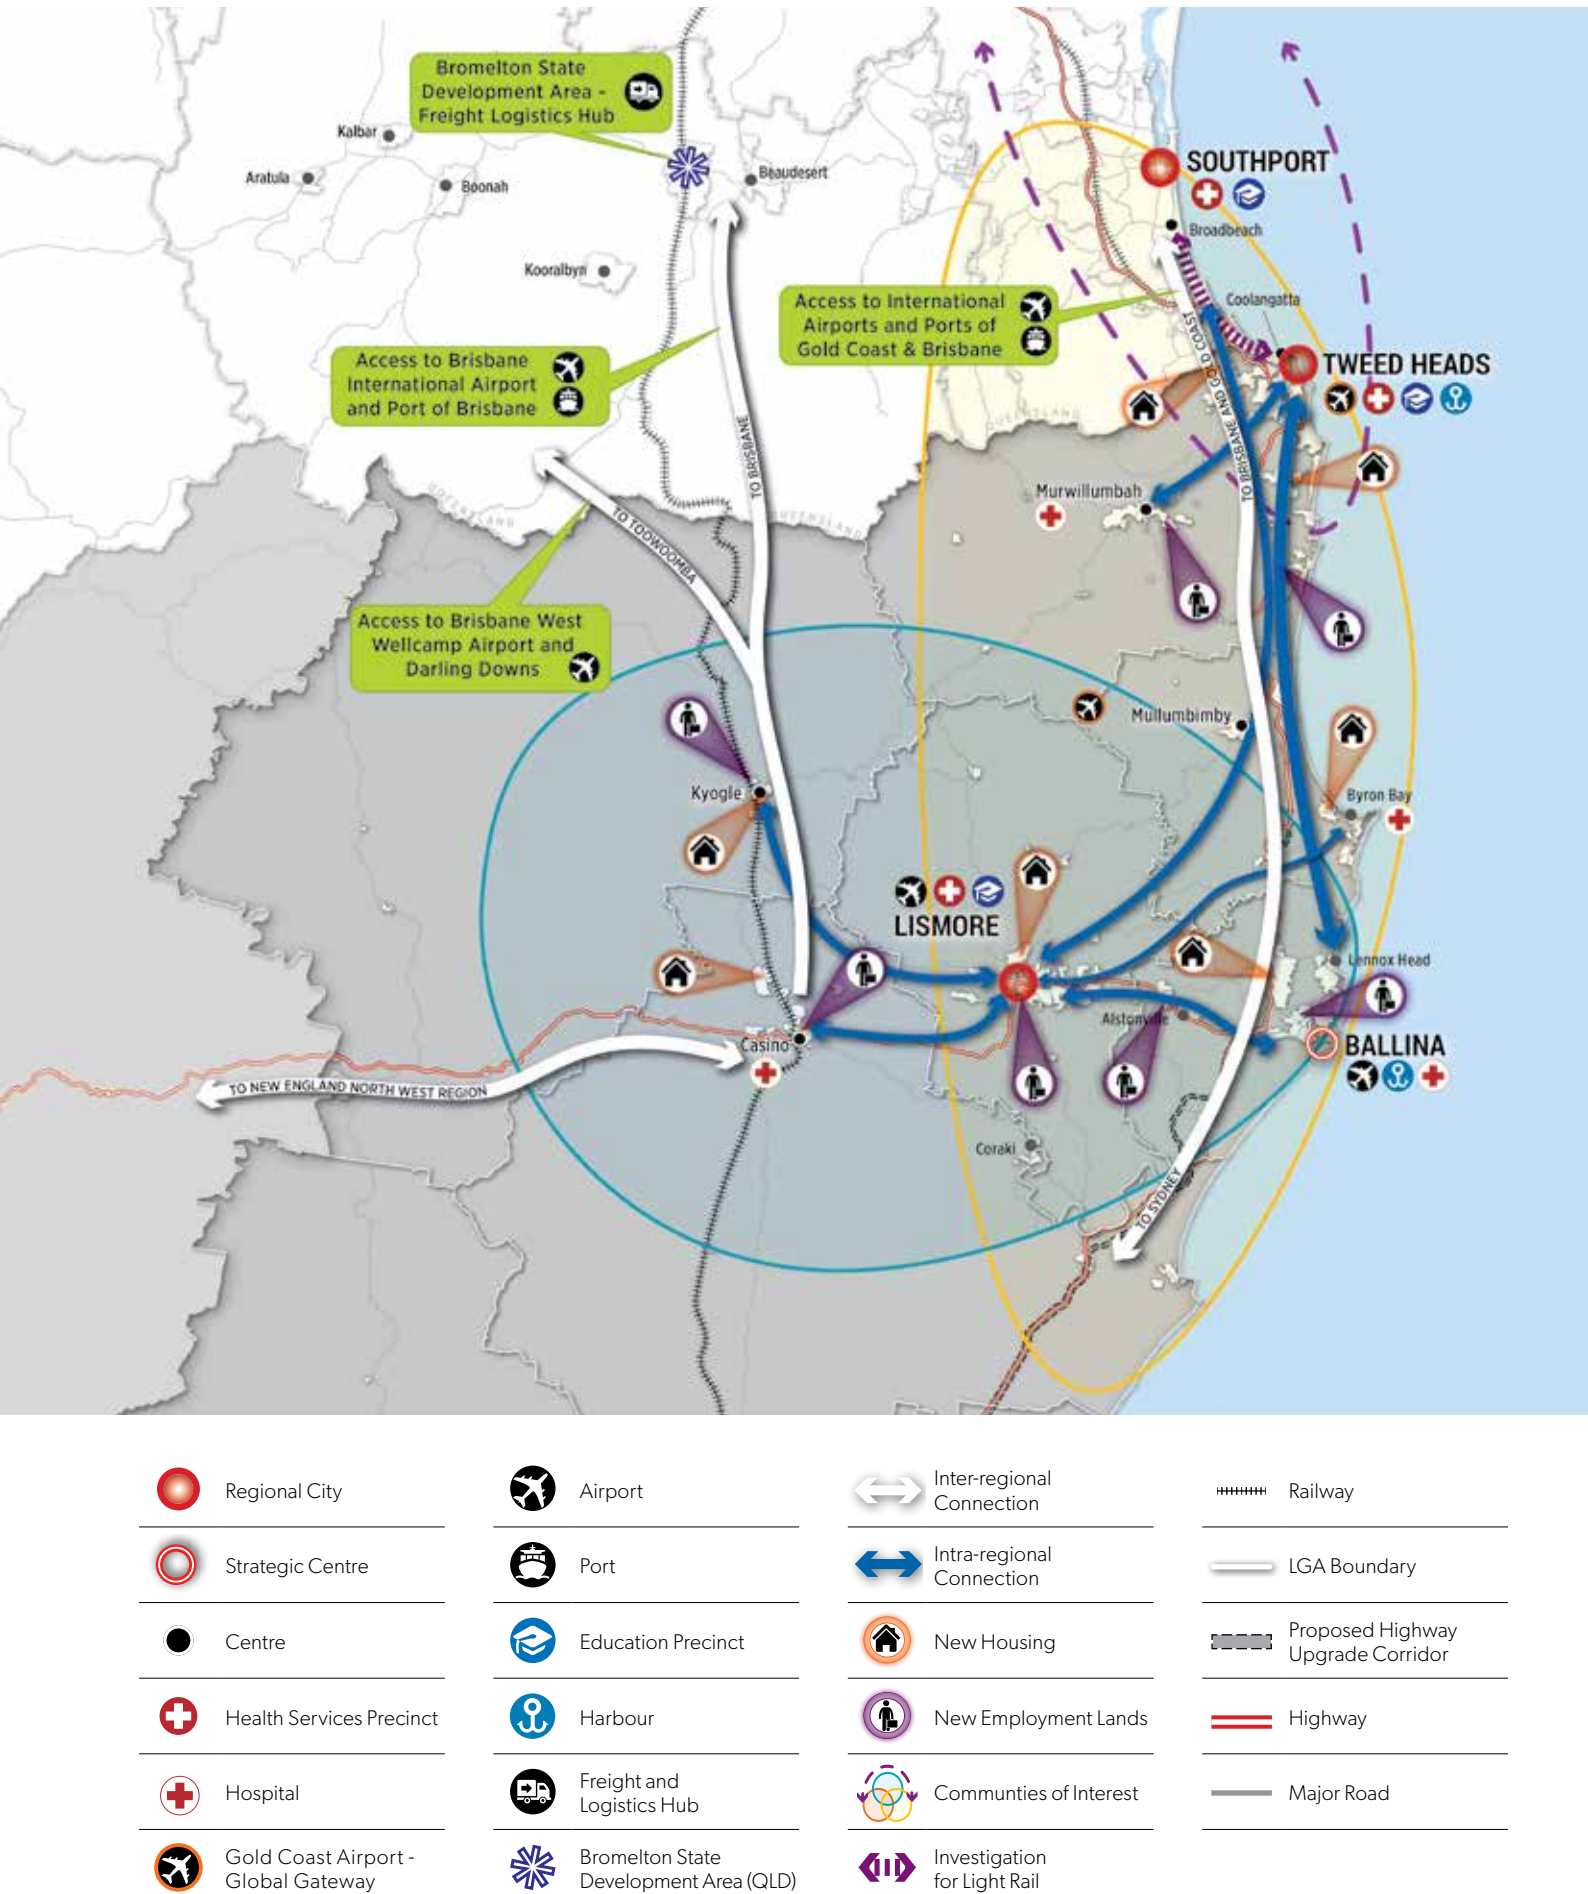 Bromelton State
Development Area -
Freight Logistics Hub
Kalbar
Aratula
Boonah
Beaudesert
Kooralbyn
SOUTHPORT
Broadbeach
Coolangatta
Access to International
Airports and Ports of
Gold Coast & Brisbane
Access to Brisbane
International Airport
and Port of Brisbane
TWEED HEADS
QUEENSLAND
QUEENSLAND
QUEENSLAND
TO BRISBANE
TO BRISBANE AND GOLD COAST
TO TOOWOOMBA
Murwillumbah
Access to Brisbane West
Wellcamp Airport and
Darling Downs
Mullumbimby
Kyogle
Byron Bay
LISMORE
Lennox Head
Alstonville
Casino
BALLINA
TO NEW ENGLAND NORTH WEST REGION
Coraki
TO SYDNEY
Regional City
Strategic Centre
Centre
Health Services Precinct
Hospital
Gold Coast Airport -
Global Gateway
Airport
Port
Education Precinct
Harbour
Freight and
Logistics Hub
Bromelton State
Development Area (QLD)
Inter-regional
Connection
Intra-regional
Connection
New Housing
New Employment Lands
Communties of Interest
Investigation
for Light Rail
Railway
LGA Boundary
Proposed Highway
Upgrade Corridor
Highway
Major Road